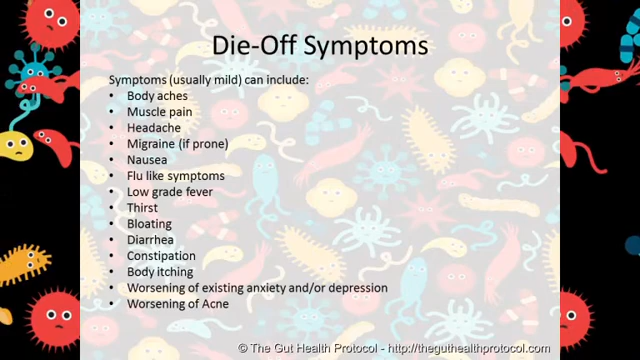 Die-Off Symptoms
Symptoms (usually mild) can include:
• Body aches
• Muscle pain
• Headache
• Migraine (if prone)
• Nausea
• Flu like symptoms
• Low grade fever
• Thirst
• Bloating
• Diarrhea
• Constipation
• Body itching
• Worsening of existing anxiety and/or depression
• Worsening of Acne
© The Gut Health Protocol - http://theguthealthprotocol.com